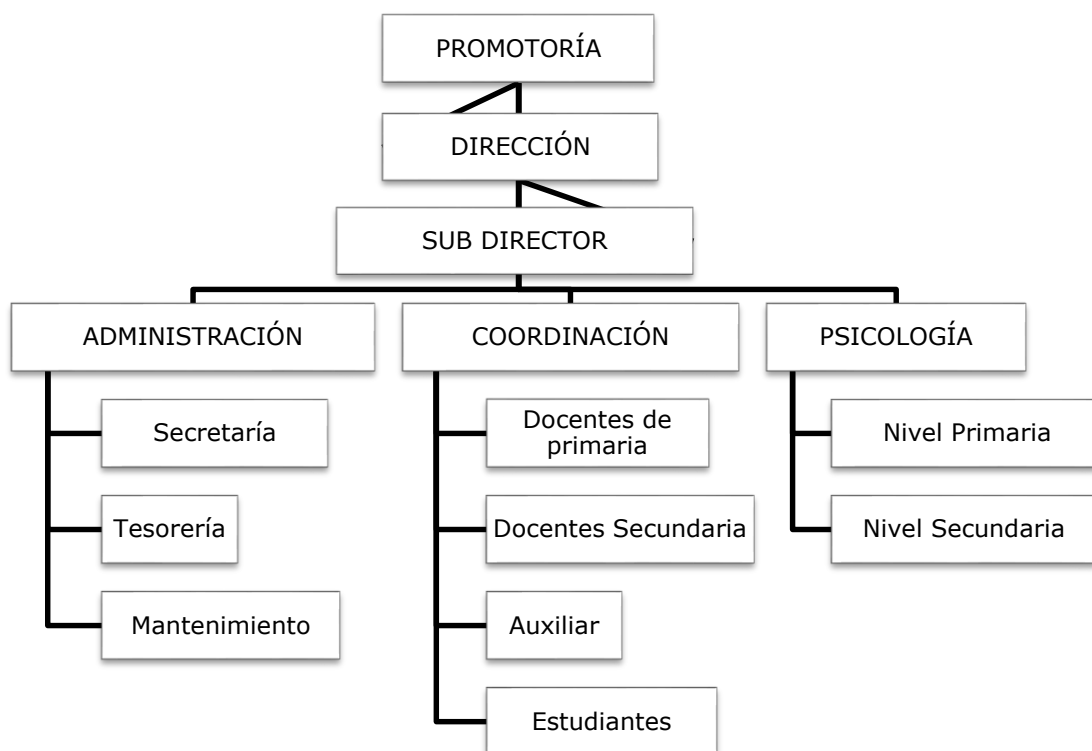 PROMOTORÍA
DIRECCIÓN
SUB DIRECTOR
ADMINISTRACIÓN
COORDINACIÓN
PSICOLOGÍA
Secretaría
Tesorería
Mantenimiento
Docentes de
primaria
Docentes Secundaria
Auxiliar
Estudiantes
Nivel Primaria
Nivel Secundaria